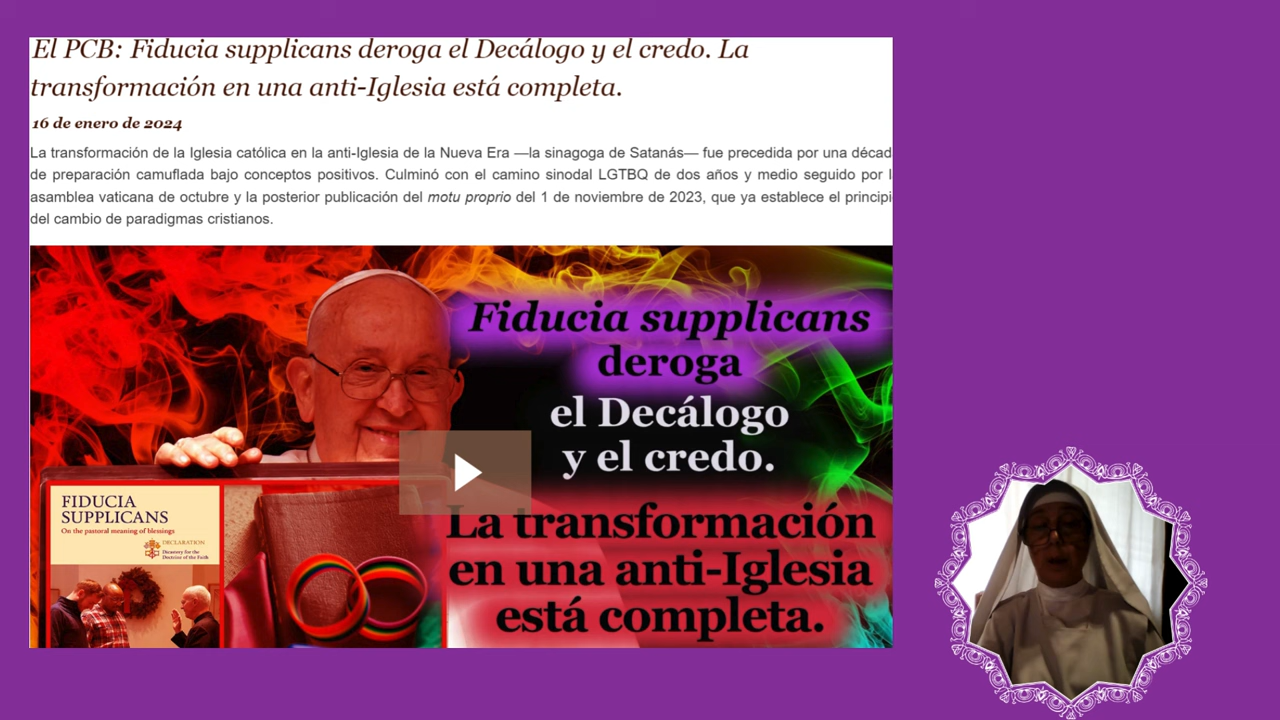 El PCB: Fiducia supplicans deroga el Decálogo y el credo. La
transformación en una anti-Iglesia está completa.
16 de enero de 2024
La transformación de la Iglesia católica en la anti-Iglesia de la Nueva Era —la sinagoga de Satanás— fue precedida por una décad
de preparación camuflada bajo conceptos positivos. Culminó con el camino sinodal LGTBQ de dos años y medio seguido por l
asamblea vaticana de octubre y la posterior publicación del motu proprio del 1 de noviembre de 2023, que ya establece el principi
del cambio de paradigmas cristianos.
Fiducia supplicans
deroga
el Decálogo
y el credo.
La transformación
en una anti-Iglesia
está completa.
FIDUCIA
SUPPLICANS
On the pastoral meaning of blessings
DECLARATION
Dicastery for the
Doctrine of the Faith